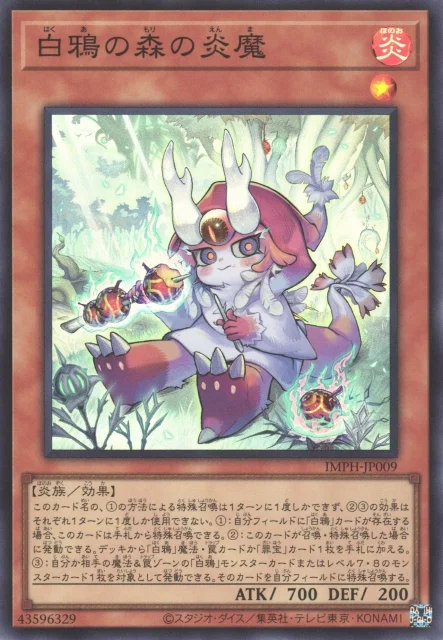 白鴉の森の炎魔
炎
IMPH-JP009
【炎族／効果】
このカード名の、①の方法による特殊召喚は1ターンに1度しかできず、②③の効果は
それぞれ1ターンに1度しか使用できない。①：自分フィールドに「白鴉」カードが存在する
場合、このカードは手札から特殊召喚できる。②：このカードが召喚・特殊召喚した場合
に発動できる。デッキから「白鴉」魔法・罠カードか「罪宝」カード1枚を手札に加える。
③：自分か相手の魔法＆罠ゾーンの「白鴉」モンスターカードまたはレベル7・8のモン
スターカード1枚を対象として発動できる。そのカードを自分フィールドに特殊召喚する。
ATK/ 700 DEF/ 200
43596329
©スタジオ・ダイス／集英社・テレビ東京・KONAMI